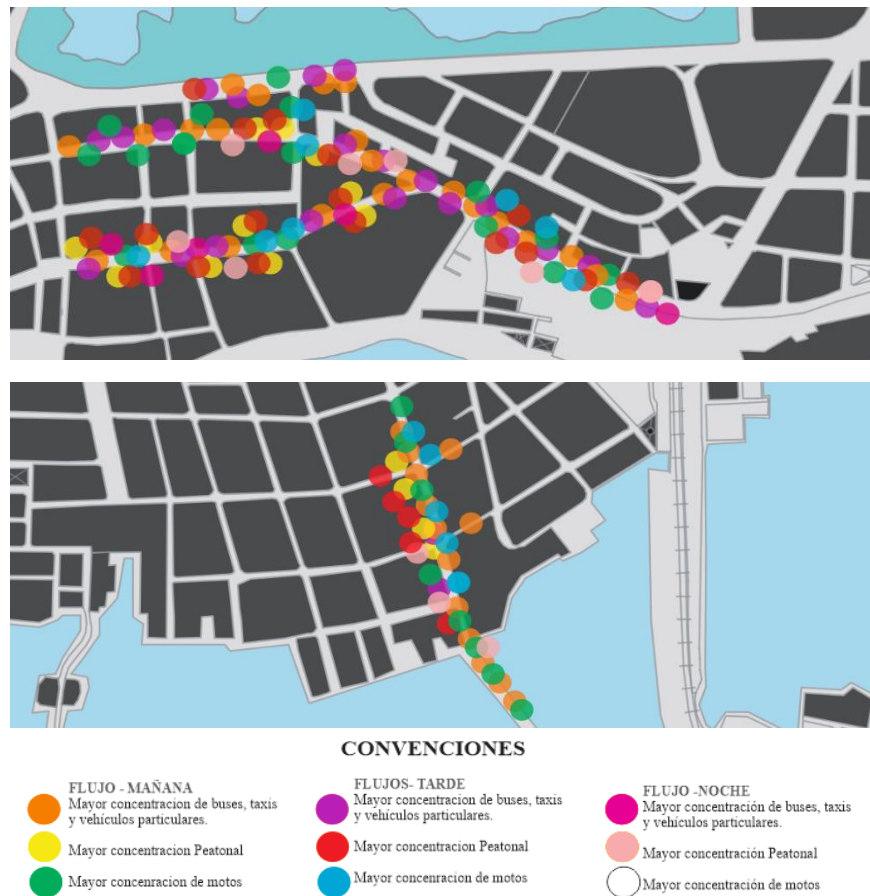 CONVENCIONES
FLUJO - MAÑANA
Mayor concentracion de buses, taxis
y vehículos particulares.
Mayor concentracion Peatonal
Mayor conenracion de motos
FLUJOS- TARDE
Mayor concentracion de buses, taxis
y vehículos particulares.
Mayor concentracion Peatonal
Mayor conenracion de motos
FLUJO -NOCHE
Mayor concentración de buses, taxis
y vehículos particulares.
Mayor concentración Peatonal
Mayor concentración de motos